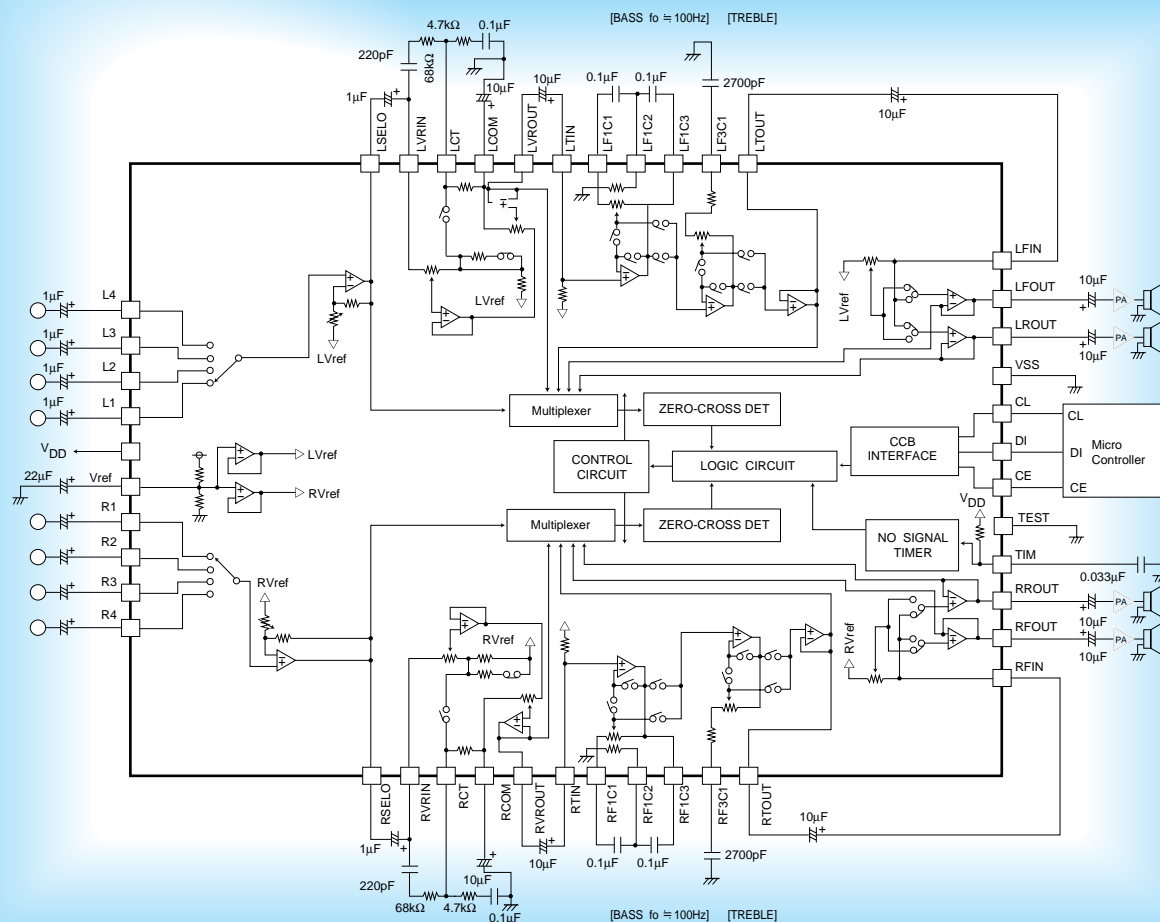 [BASS fo ≒ 100Hz] [TREBLE]
4.7kΩ
0.1µF
220pF
68kΩ
10µF
10µF
0.1µF
0.1µF
2700pF
1µF
10µF
LSELO
LVRIN
LCT
LCOM
LVROUT
LTIN
LF1C1
LF1C2
LF1C3
LF3C1
LTOUT
LFIN
1µF
L4
10µF
LFOUT
PA
LVref
LVref
1µF
L3
LROUT
PA
LVref
10µF
1µF
L2
VSS
1µF
L1
Multiplexer
ZERO-CROSS DET
CL
CL
VDD
LVref
CONTROL CIRCUIT
LOGIC CIRCUIT
CCB INTERFACE
DI
DI
Micro Controller
22µF
Vref
RVref
CE
CE
VDD
R1
Multiplexer
ZERO-CROSS DET
TEST
R2
NO SIGNAL TIMER
TIM
0.033µF
R3
RVref
RROUT
PA
R4
RVref
10µF
RFOUT
PA
RVref
10µF
RFIN
RSELO
RVRIN
RCT
RCOM
RVROUT
RTIN
RF1C1
RF1C2
RF1C3
RF3C1
RTOUT
10µF
1µF
10µF
0.1µF
0.1µF
2700pF
220pF
10µF
68kΩ
4.7kΩ
0.1µF
[BASS fo ≒ 100Hz] [TREBLE]